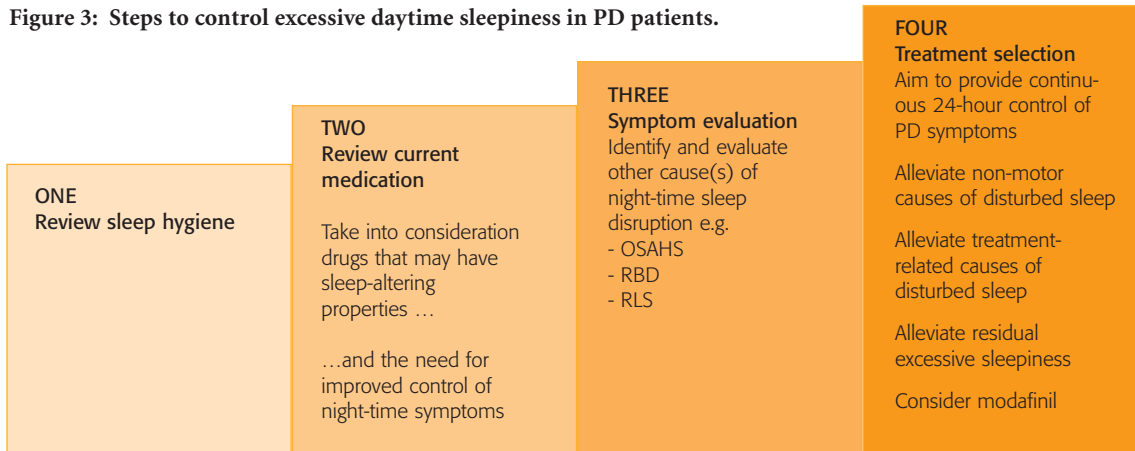 Figure 3:  Steps to control excessive daytime sleepiness in PD patients.
ONE
Review sleep hygiene
TWO
Review current
medication
Take into consideration
drugs that may have
sleep-altering
properties …
…and the need for
improved control of
night-time symptoms
THREE
Symptom evaluation
Identify and evaluate
other cause(s) of
night-time sleep
disruption e.g.
- OSAHS
- RBD
- RLS
FOUR
Treatment selection
Aim to provide continu-
ous 24-hour control of
PD symptoms
Alleviate non-motor
causes of disturbed sleep
Alleviate treatment-
related causes of
disturbed sleep
Alleviate residual
excessive sleepiness
Consider modafinil